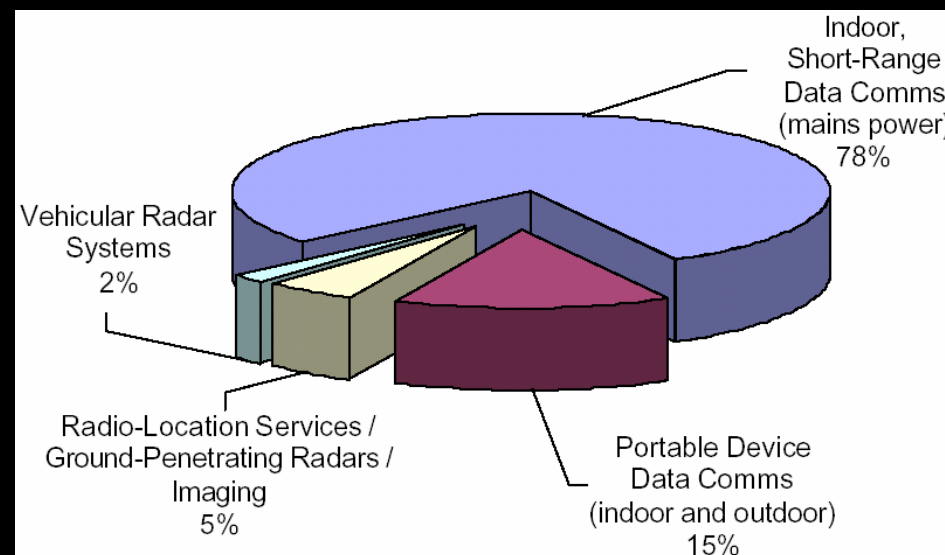 Indoor,
Short-Range
Data Comms
(mains power)
78%
Vehicular Radar
Systems
2%
Radio-Location Services /
Ground-Penetrating Radars /
Imaging
5%
Portable Device
Data Comms
(indoor and outdoor)
15%